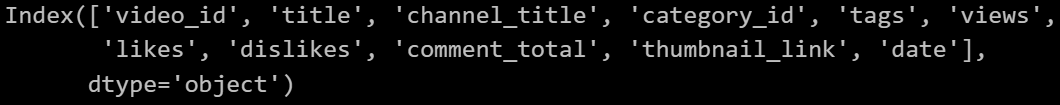 Index(['video_id', 'title', 'channel_title', 'category_id', 'tags', 'views',
       'likes', 'dislikes', 'comment_total', 'thumbnail_link', 'date'],
      dtype='object')